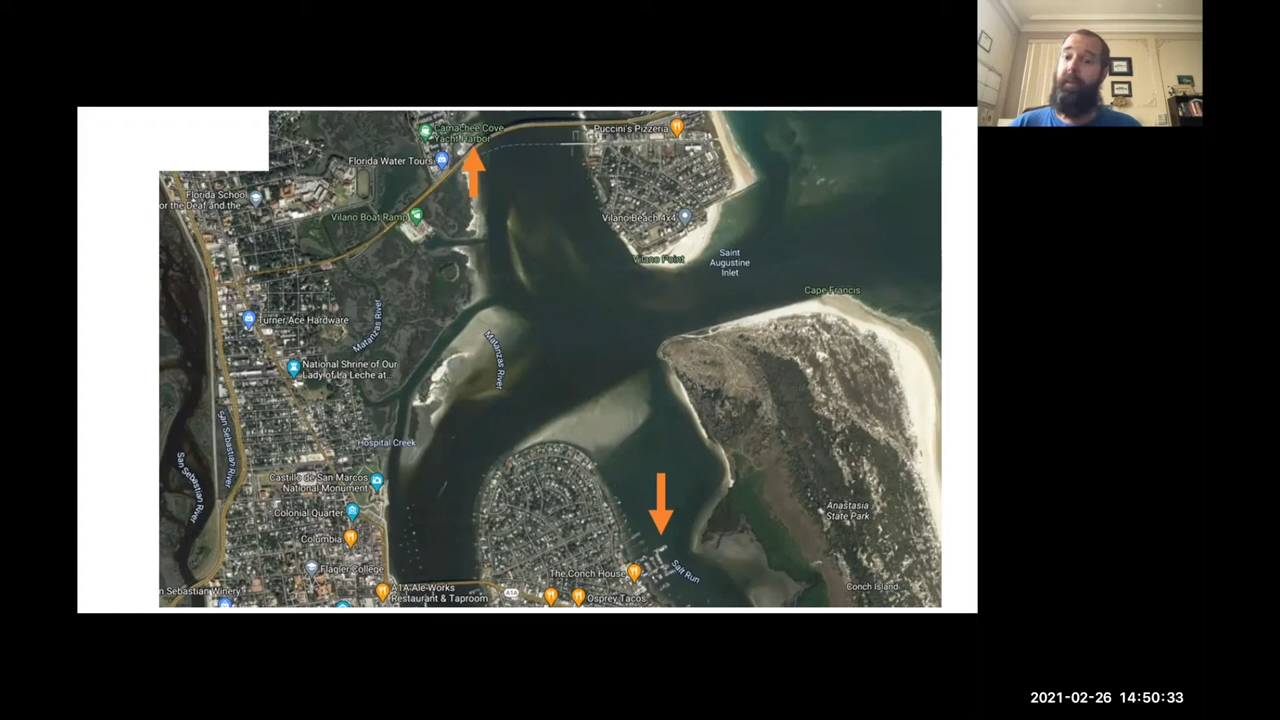 Camachee Cove
Yacht Harbor
Puccini's Pizzeria
Florida Water Tours
Florida School
or the Deaf and the
Vilano Boat Ramp
Vilano Beach 4x4
Vilano Point
Saint
Augustine
Inlet
Cape Francis
Turner Ace Hardware
Matanzas River
Matanzas River
National Shrine of Our
Lady of La Leche at...
San Sebastian River
San Sebastian River
Hospital Creek
Castillo de San Marcos
National Monument
Colonial Quarter
Columbia
Anastasia
State Park
Flagler College
The Conch House
Salt Run
Conch Island
n Sebastian Winery
A1A Ale Works
Restaurant & Taproom
A1A
Osprey Tacos
2021-02-26 14:50:33